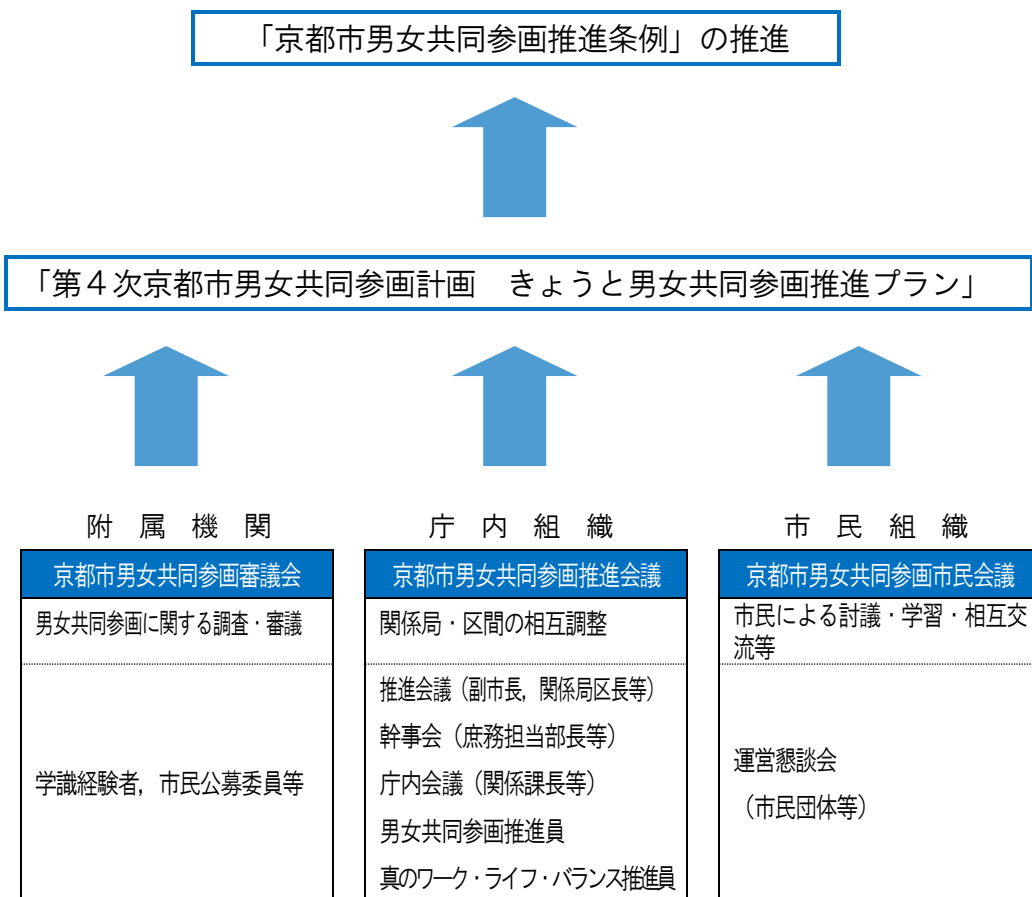 「京都市男女共同参画推進条例」の推進
「第４次京都市男女共同参画計画　きょうと男女共同参画推進プラン」
附　属　機　関
京都市男女共同参画審議会
男女共同参画に関する調査・審議
学識経験者，市民公募委員等
庁　内　組　織
京都市男女共同参画推進会議
関係局・区間の相互調整
推進会議（副市長，関係局区長等）
幹事会（庶務担当部長等）
庁内会議（関係課長等）
男女共同参画推進員
真のワーク・ライフ・バランス推進員
市　民　組　織
京都市男女共同参画市民会議
市民による討議・学習・相互交
流等
運営懇談会
（市民団体等）